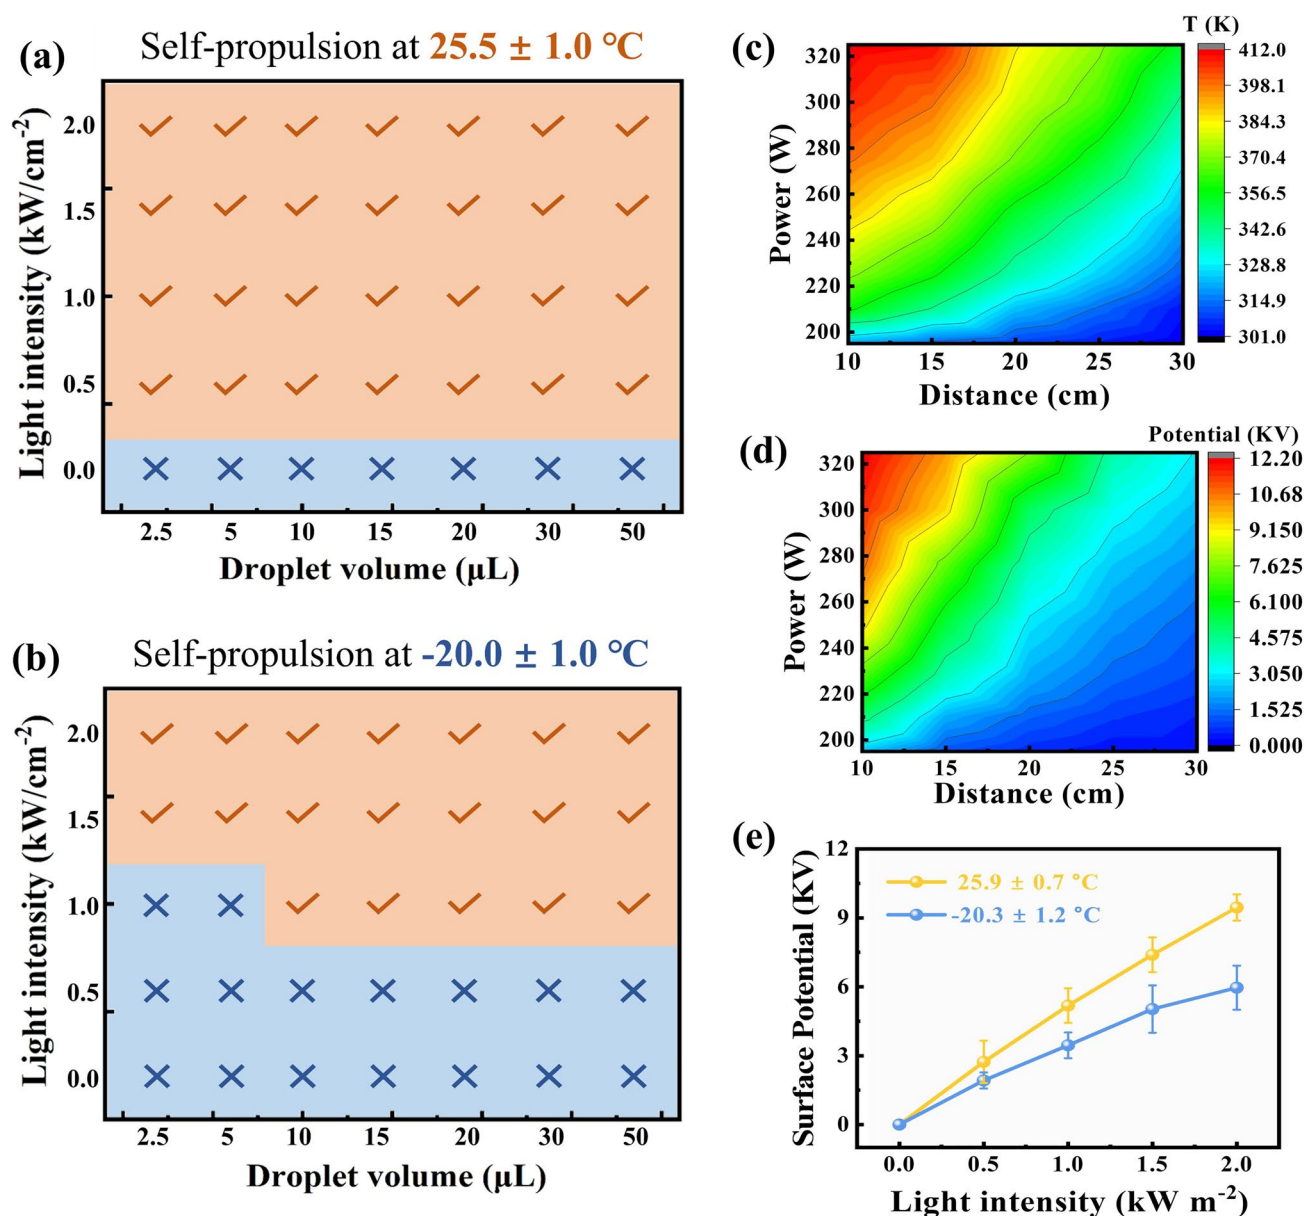 (a)
Self-propulsion at 25.5 ± 1.0 ℃
Light intensity (kW/cm⁻²)
2.0
1.5
1.0
0.5
0.0
2.5 5 10 15 20 30 50
Droplet volume (μL)
(b)
Self-propulsion at -20.0 ± 1.0 ℃
Light intensity (kW/cm⁻²)
2.0
1.5
1.0
0.5
0.0
2.5 5 10 15 20 30 50
Droplet volume (μL)
(c)
T (K)
Power (W)
320
300
280
260
240
220
200
10 15 20 25 30
Distance (cm)
412.0
398.1
384.3
370.4
356.5
342.6
328.8
314.9
301.0
(d)
Potential (KV)
Power (W)
320
300
280
260
240
220
200
10 15 20 25 30
Distance (cm)
12.20
10.68
9.150
7.625
6.100
4.575
3.050
1.525
0.000
(e)
Surface Potential (KV)
12
9
6
3
0
25.9 ± 0.7 °C
-20.3 ± 1.2 °C
0.0 0.5 1.0 1.5 2.0
Light intensity (kW m⁻²)